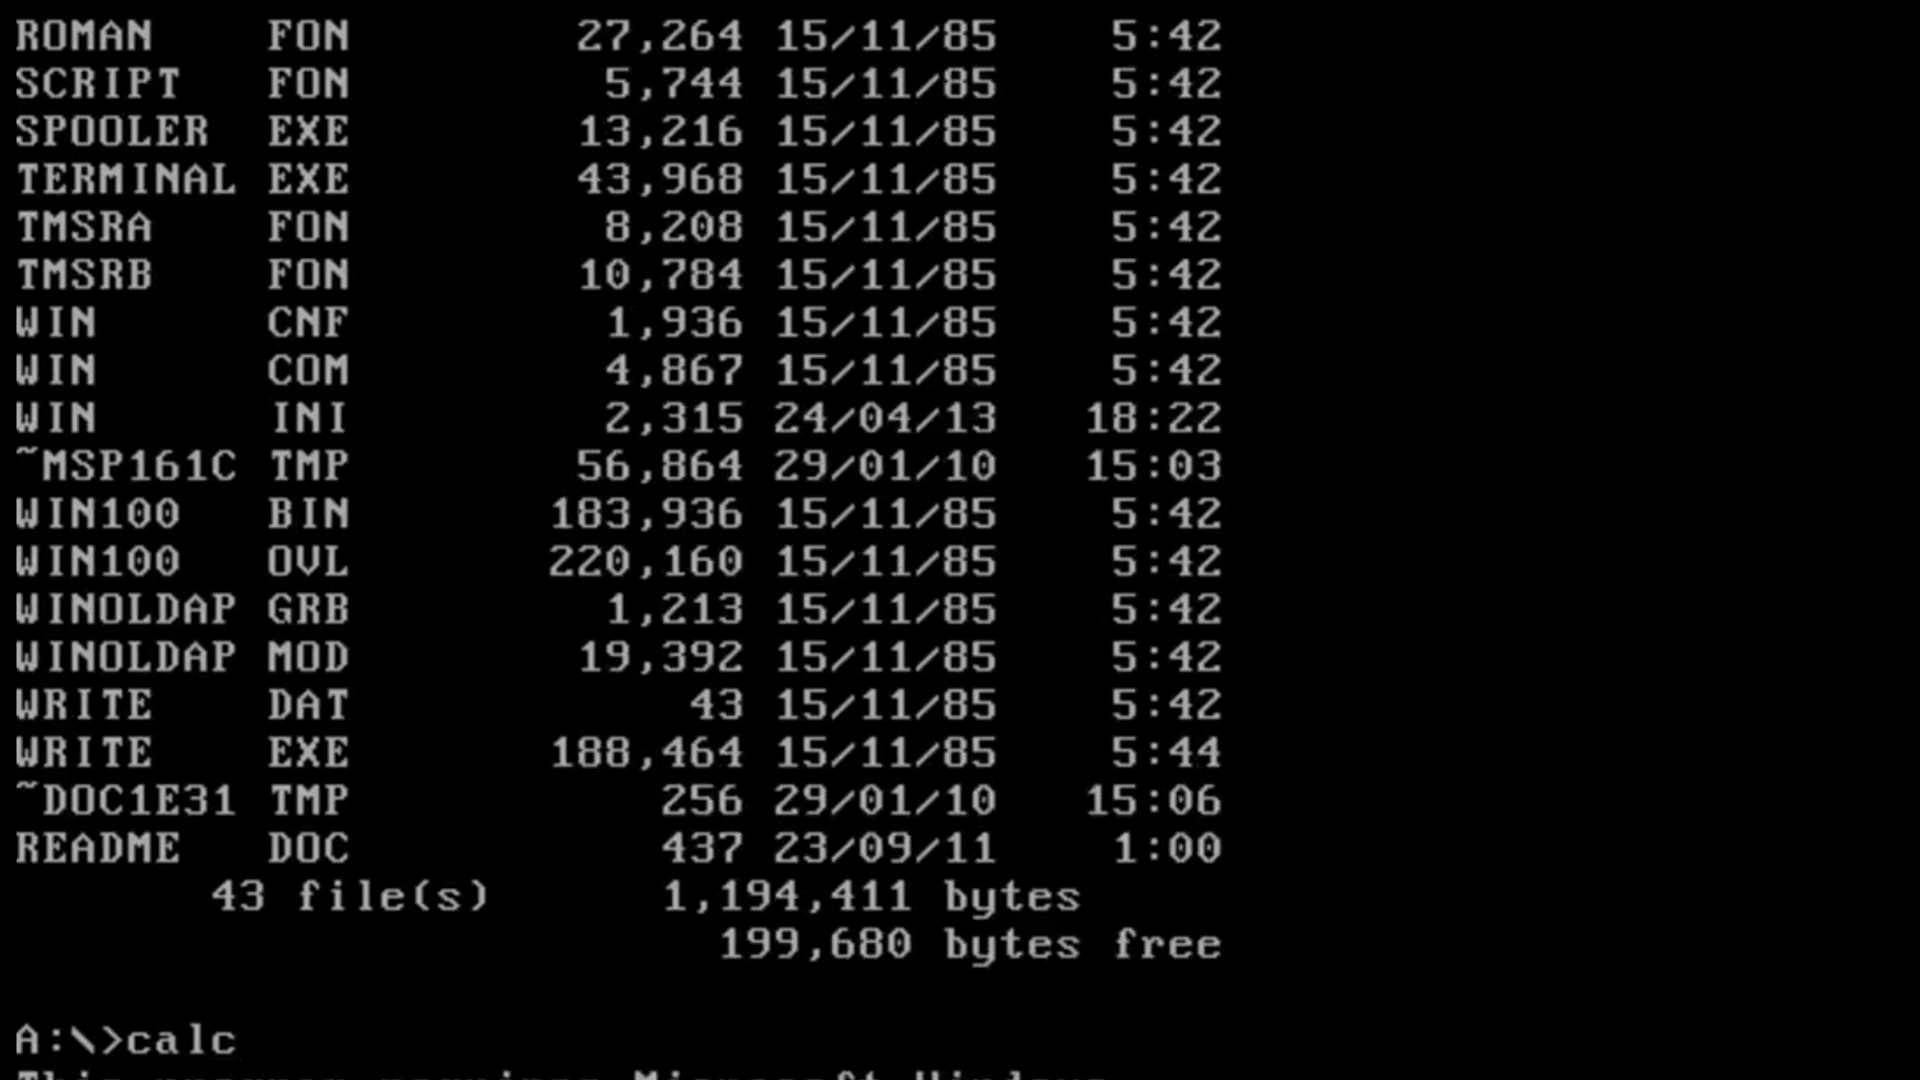 ROMAN FON 27,264 15/11/85 5:42
SCRIPT FON 5,744 15/11/85 5:42
SPOOLER EXE 13,216 15/11/85 5:42
TERMINAL EXE 43,968 15/11/85 5:42
TMSRA FON 8,208 15/11/85 5:42
TMSRB FON 10,784 15/11/85 5:42
WIN CNF 1,936 15/11/85 5:42
WIN COM 4,867 15/11/85 5:42
WIN INI 2,315 24/04/13 18:22
~MSP161C TMP 56,864 29/01/10 15:03
WIN100 BIN 183,936 15/11/85 5:42
WIN100 OVL 220,160 15/11/85 5:42
WINOLDAP GRB 1,213 15/11/85 5:42
WINOLDAP MOD 19,392 15/11/85 5:42
WRITE DAT 43 15/11/85 5:42
WRITE EXE 188,464 15/11/85 5:44
~DOC1E31 TMP 256 29/01/10 15:06
README DOC 437 23/09/11 1:00
43 file(s) 1,194,411 bytes
199,680 bytes free
A:\>calc
This program requires Microsoft Windows